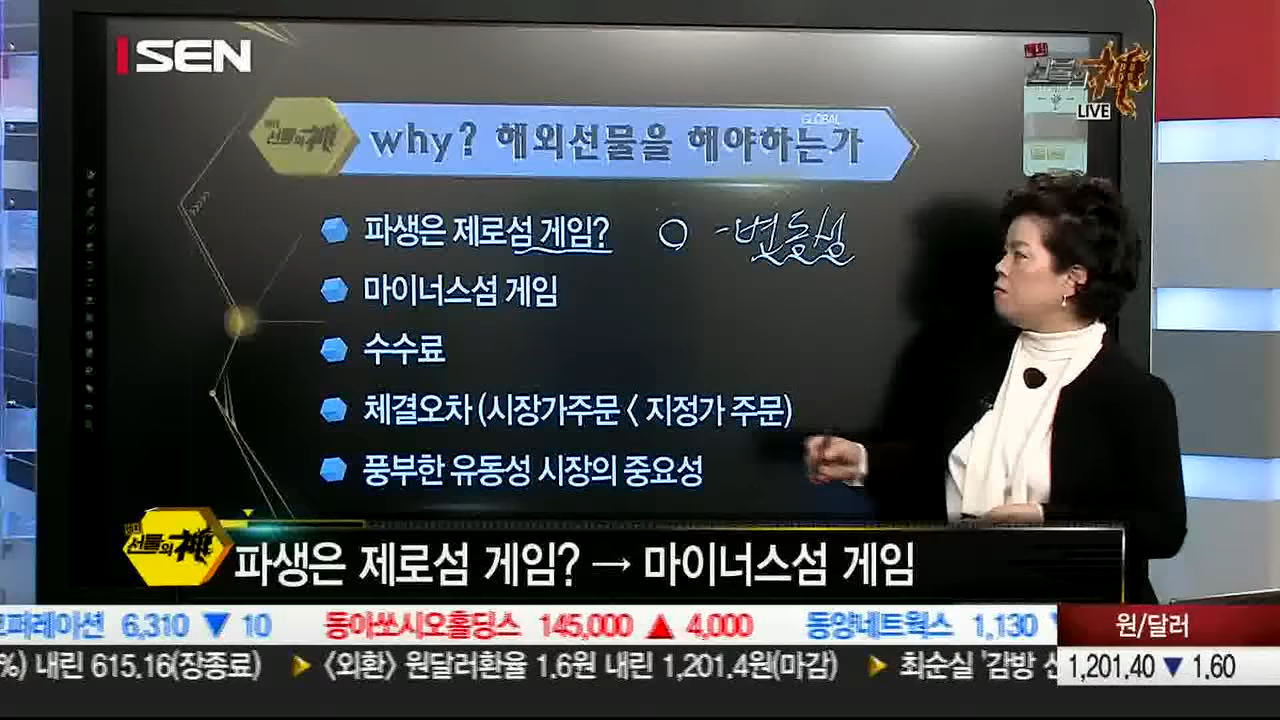 SEN
선물의神
LIVE
GLOBAL
선물의神
why? 해외선물을 해야하는가
파생은 제로섬 게임? O -변동성
마이너스섬 게임
수수료
체결오차 (시장가주문 < 지정가 주문)
풍부한 유동성 시장의 중요성
선물의神
파생은 제로섬 게임? → 마이너스섬 게임
포퍼레이션 6,310 ▼ 10 동아쏘시오홀딩스 145,000 ▲ 4,000 동양네트웍스 1,130
원/달러
%) 내린 615.16(장종료) ▶ 〈외환〉 원달러환율 1.6원 내린 1,201.4원(마감) ▶ 최순실 '감방
1,201.40 ▼ 1.60